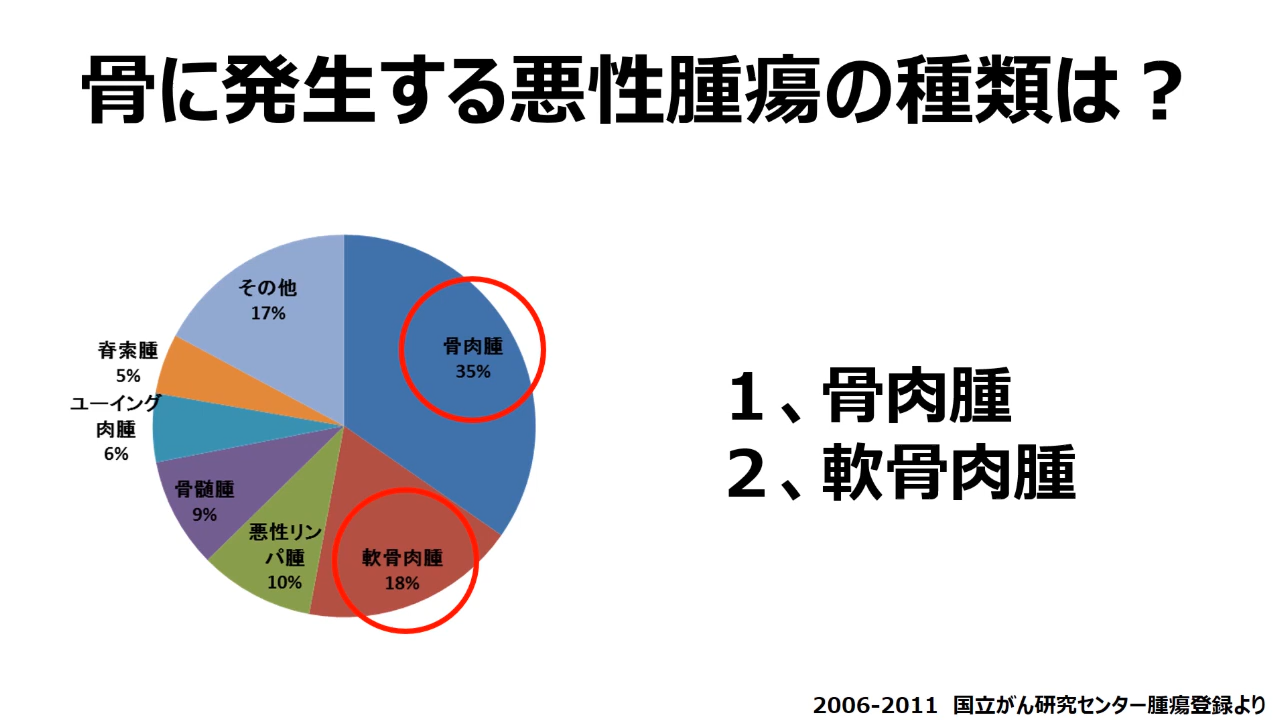 骨に発生する悪性腫瘍の種類は？
その他
17%
骨肉腫
35%
脊索腫
5%
ユーイング
肉腫
6%
骨髄腫
9%
悪性リン
パ腫
10%
軟骨肉腫
18%
１、骨肉腫
２、軟骨肉腫
2006-2011 国立がん研究センター腫瘍登録より